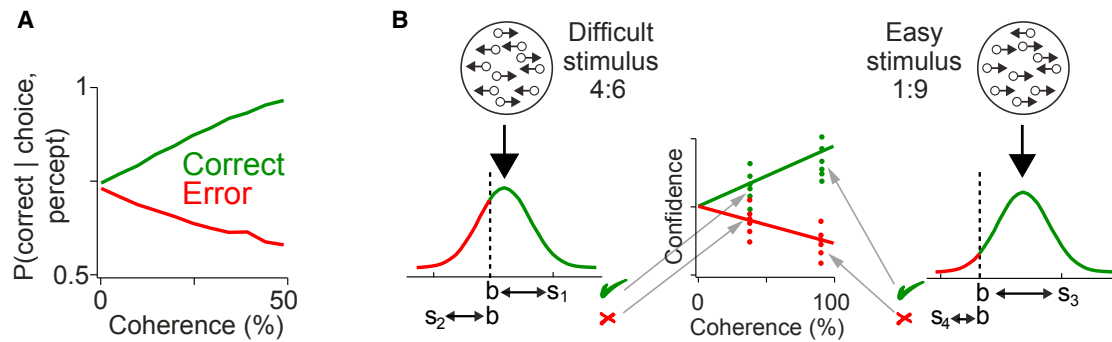 A
P(correct | choice,
percept)
1
0.5
Correct
Error
0
50
Coherence (%)
B
Difficult
stimulus
4:6
Easy
stimulus
1:9
b
s1
s2
b
Confidence
0
100
Coherence (%)
b
s3
s4
b